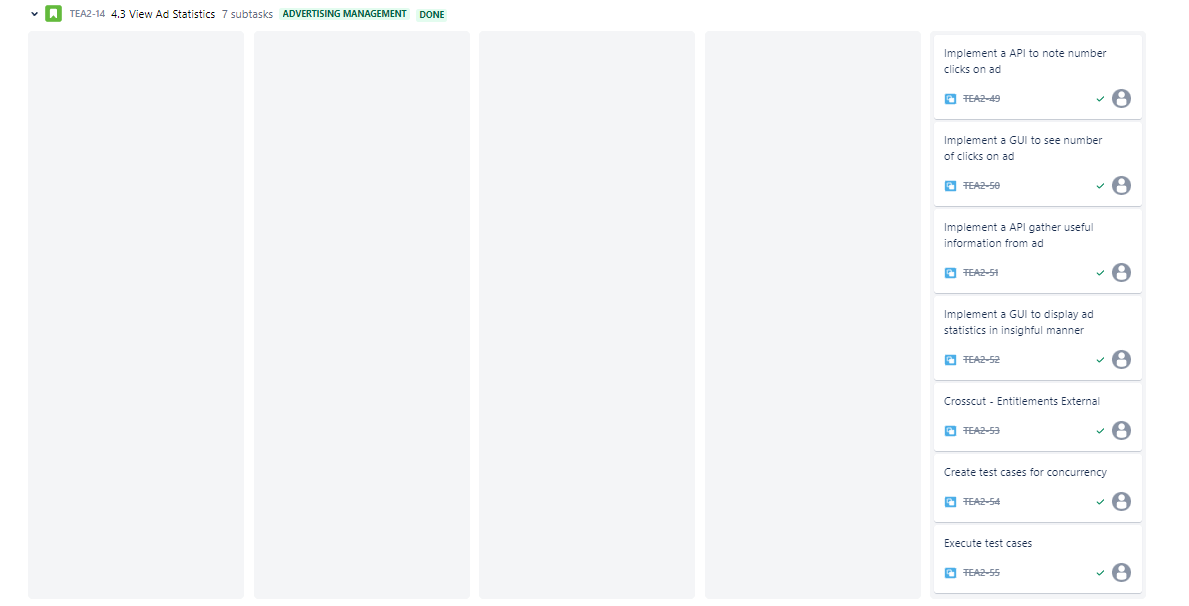 TEA2-14 4.3 View Ad Statistics 7 subtasks ADVERTISING MANAGEMENT DONE
Implement a API to note number
clicks on ad
TEA2-49
Implement a GUI to see number
of clicks on ad
TEA2-50
Implement a API gather useful
information from ad
TEA2-51
Implement a GUI to display ad
statistics in insighful manner
TEA2-52
Crosscut - Entitlements External
TEA2-53
Create test cases for concurrency
TEA2-54
Execute test cases
TEA2-55